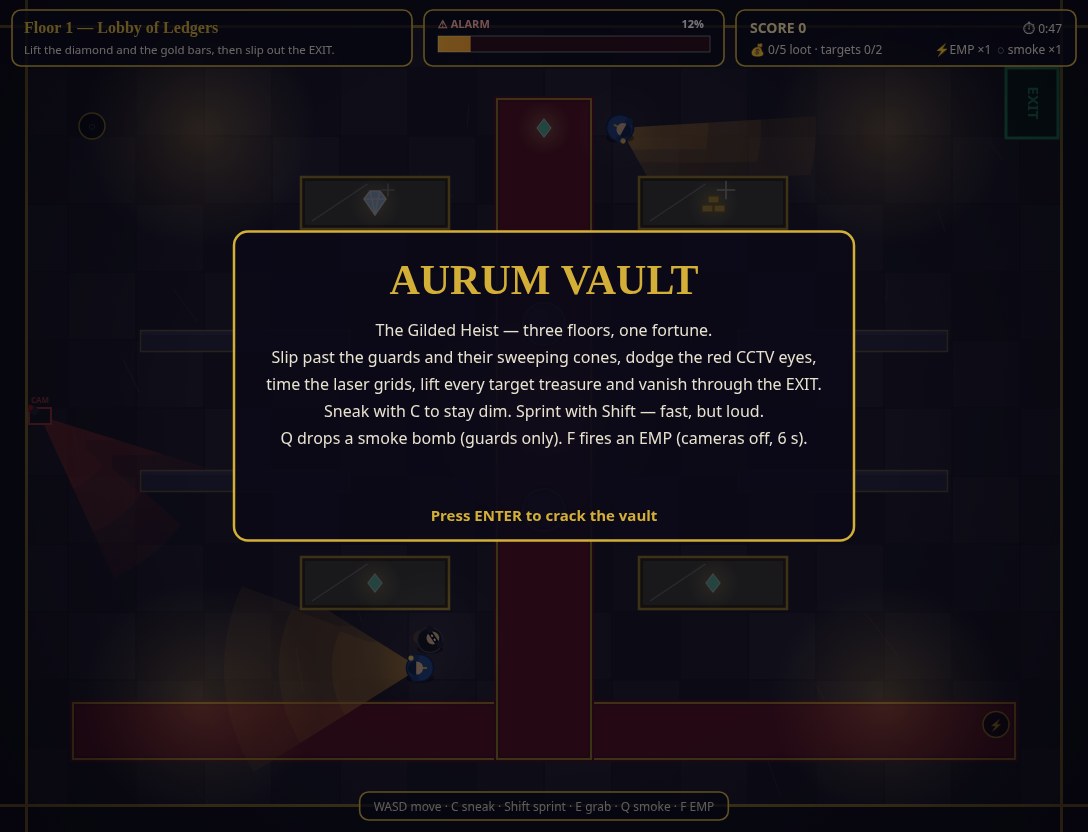 Floor 1 — Lobby of Ledgers
Lift the diamond and the gold bars, then slip out the EXIT.
⚠ ALARM 12%
SCORE 0 ⏱ 0:47
💰 0/5 loot · targets 0/2 ⚡EMP ×1 ○ smoke ×1
EXIT
CAM
AURUM VAULT
The Gilded Heist — three floors, one fortune.
Slip past the guards and their sweeping cones, dodge the red CCTV eyes,
time the laser grids, lift every target treasure and vanish through the EXIT.
Sneak with C to stay dim. Sprint with Shift — fast, but loud.
Q drops a smoke bomb (guards only). F fires an EMP (cameras off, 6 s).
Press ENTER to crack the vault
WASD move · C sneak · Shift sprint · E grab · Q smoke · F EMP